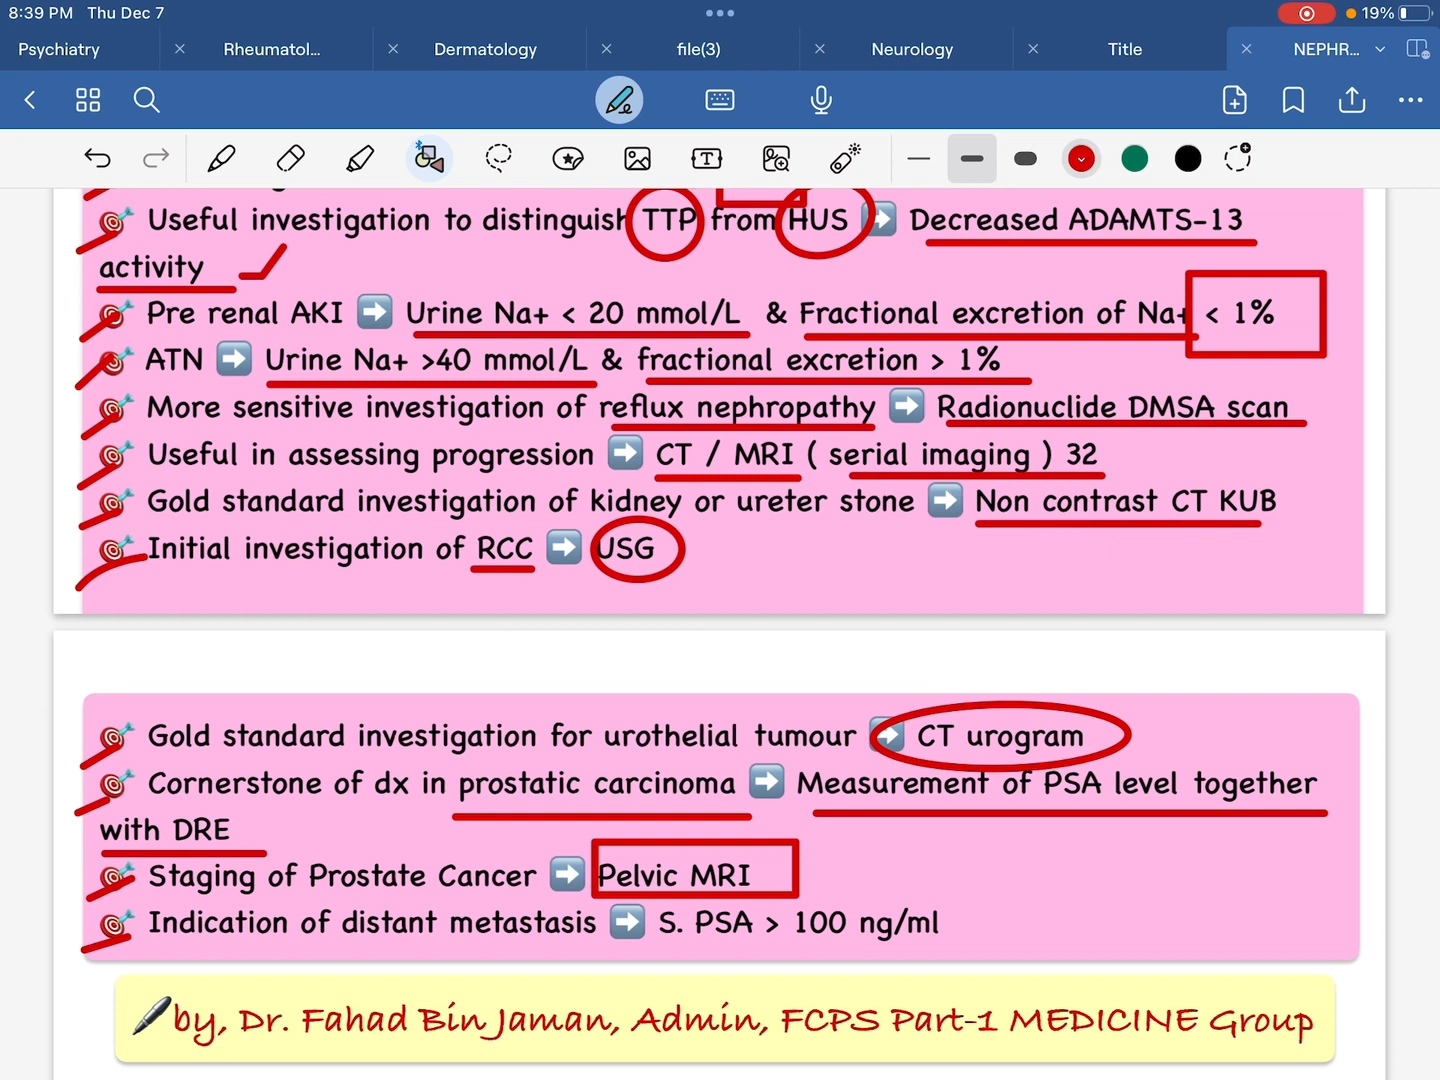 8:39 PM Thu Dec 7
19%
Psychiatry
Rheumatol...
Dermatology
file(3)
Neurology
Title
NEPHR...
Useful investigation to distinguish TTP from HUS ➡ Decreased ADAMTS-13
activity
Pre renal AKI ➡ Urine Na+ < 20 mmol/L & Fractional excretion of Na+ < 1%
ATN ➡ Urine Na+ >40 mmol/L & fractional excretion > 1%
More sensitive investigation of reflux nephropathy ➡ Radionuclide DMSA scan
Useful in assessing progression ➡ CT / MRI ( serial imaging ) 32
Gold standard investigation of kidney or ureter stone ➡ Non contrast CT KUB
Initial investigation of RCC ➡ USG
Gold standard investigation for urothelial tumour ➡ CT urogram
Cornerstone of dx in prostatic carcinoma ➡ Measurement of PSA level together
with DRE
Staging of Prostate Cancer ➡ Pelvic MRI
Indication of distant metastasis ➡ S. PSA > 100 ng/ml
by, Dr. Fahad Bin Jaman, Admin, FCPS Part-1 MEDICINE Group